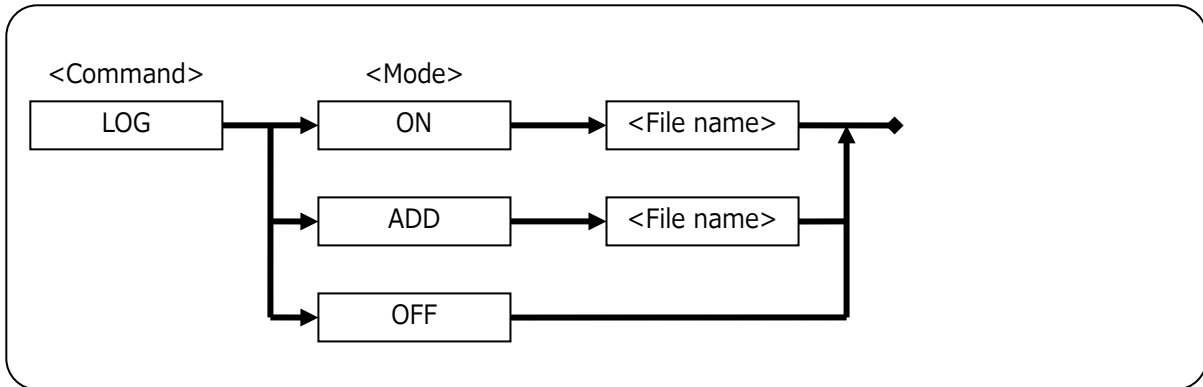 <Command> <Mode>
LOG ON <File name>
ADD <File name>
OFF